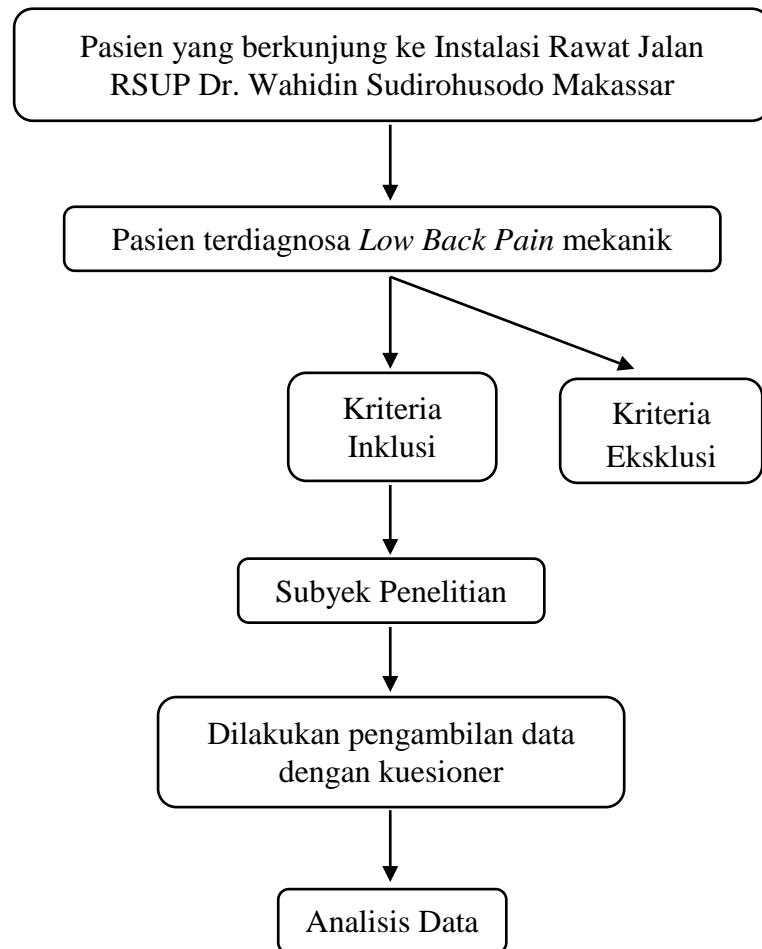 Pasien yang berkunjung ke Instalasi Rawat Jalan
RSUP Dr. Wahidin Sudirohusodo Makassar
Pasien terdiagnosa Low Back Pain mekanik
Kriteria
Inklusi
Kriteria
Eksklusi
Subyek Penelitian
Dilakukan pengambilan data
dengan kuesioner
Analisis Data